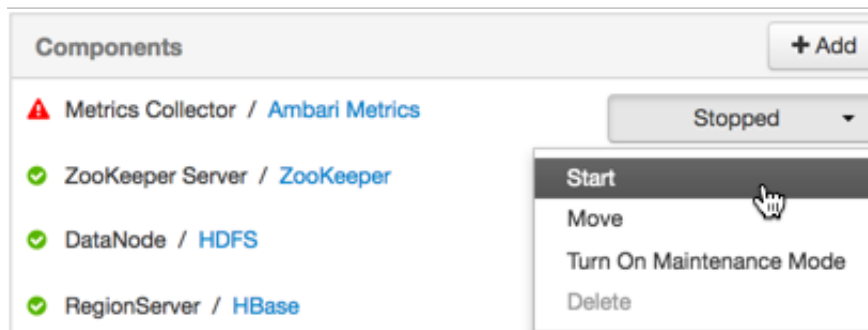 Components
+ Add
Metrics Collector / Ambari Metrics
Stopped
ZooKeeper Server / ZooKeeper
Start
Move
DataNode / HDFS
Turn On Maintenance Mode
RegionServer / HBase
Delete